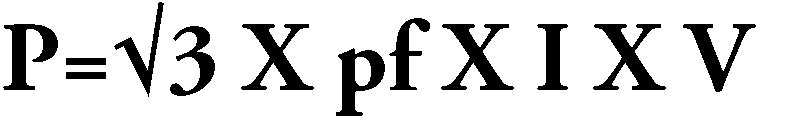 P=√3 X pf X I X V